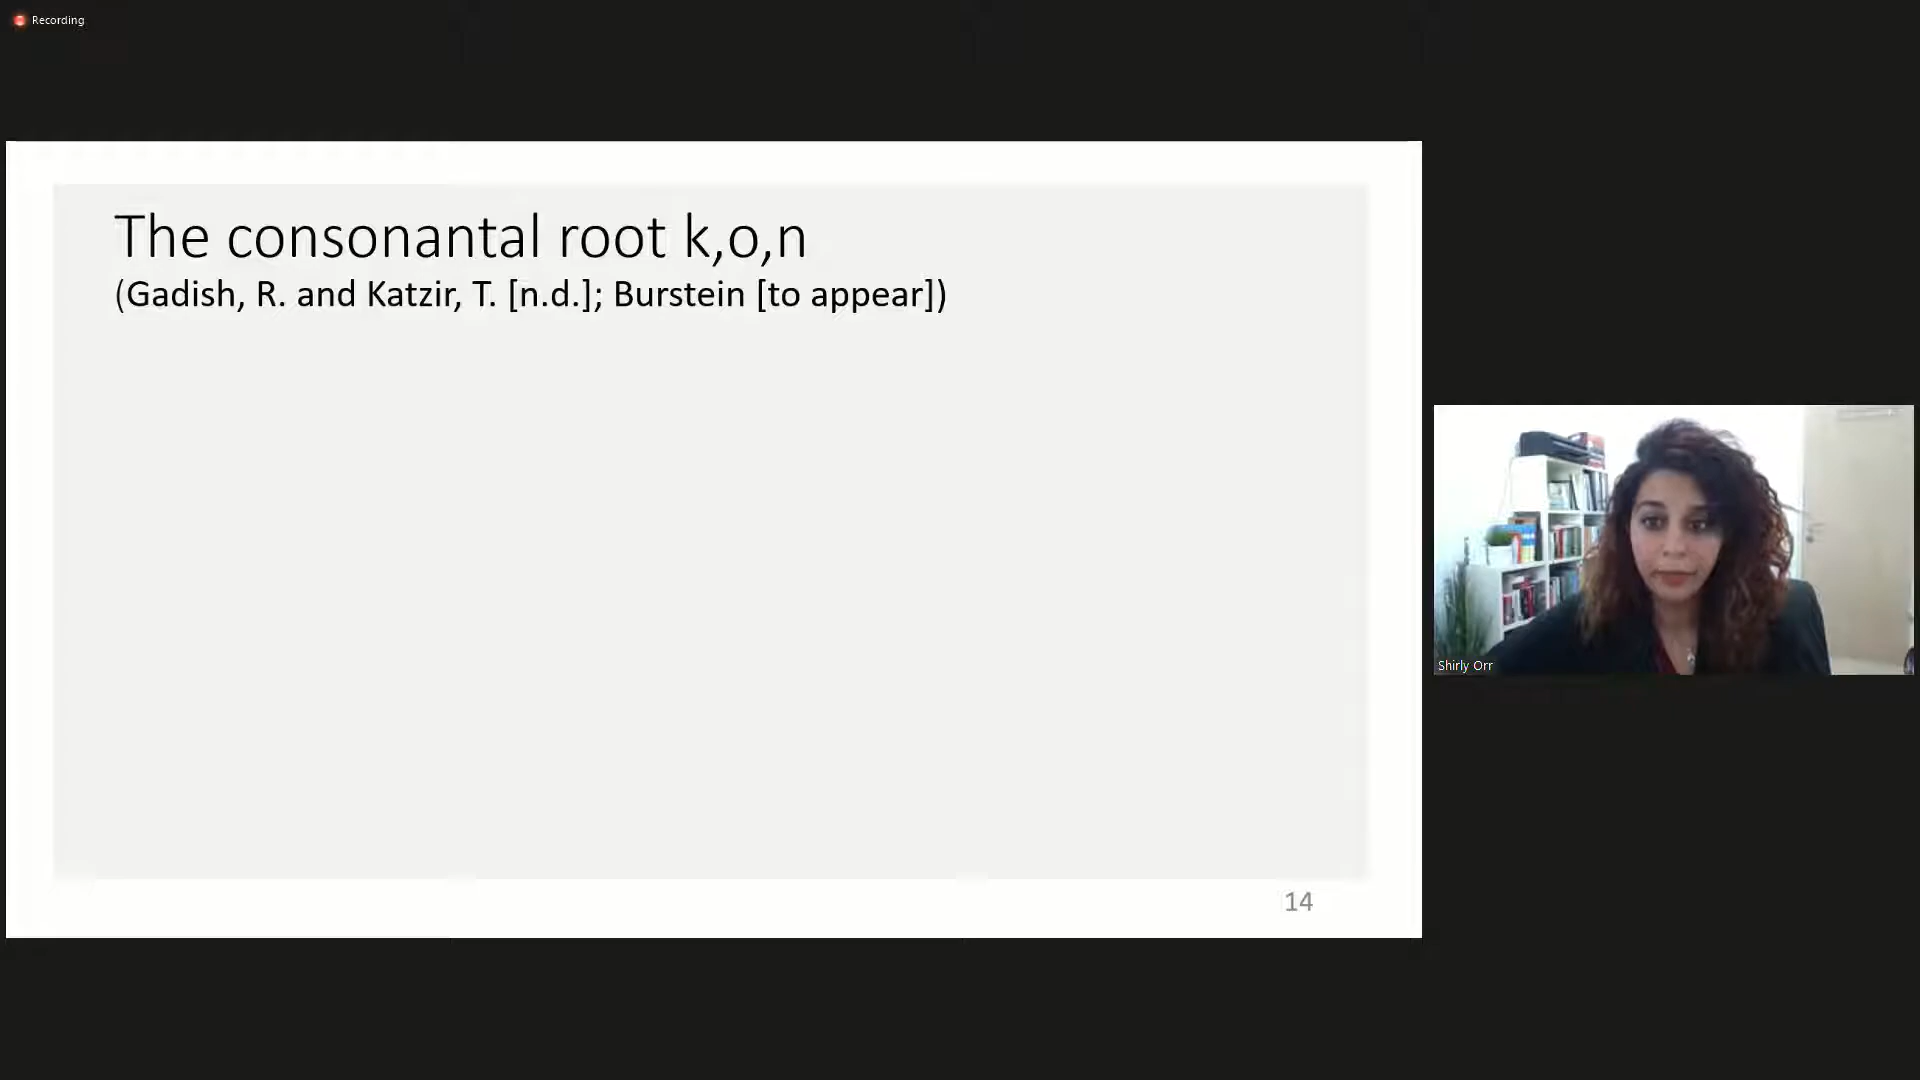 Recording
The consonantal root k,o,n
(Gadish, R. and Katzir, T. [n.d.]; Burstein [to appear])
14
Shirly Orr